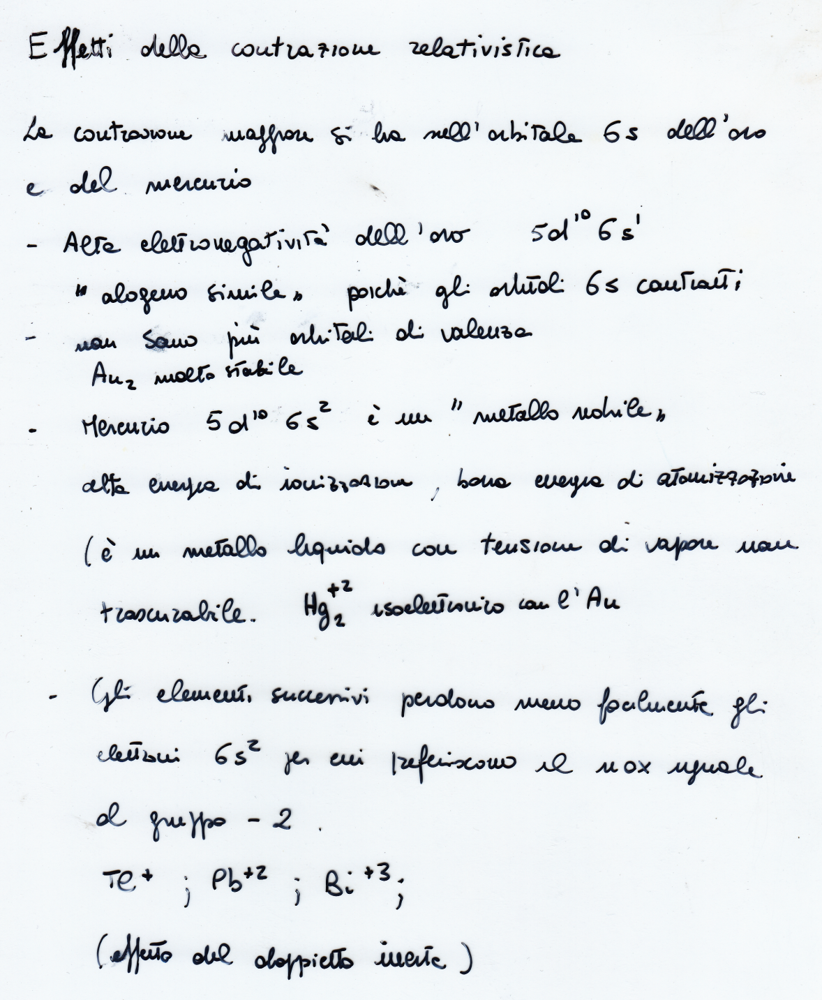 Effetti della contrazione relativistica
La contrazione maggiore si ha nell'orbitale 6s dell'oro
e del mercurio
- Alta elettronegatività dell'oro 5d¹⁰ 6s¹
"alogeno simile" poichè gli orbitali 6s contratti
- non sono più orbitali di valenza
Au₂ molto stabile
- Mercurio 5d¹⁰ 6s² è un "metallo nobile"
alta energia di ionizzazione, bassa energia di atomizzazione
(è un metallo liquido con tensione di vapore non
trascurabile. Hg₂⁺² isoelettronico con l'Au
- Gli elementi successivi perdono meno facilmente gli
elettroni 6s² per cui preferiscono il nox uguale
al gruppo - 2.
Tl⁺ ; Pb⁺² ; Bi⁺³;
(effetto del doppietto inerte)